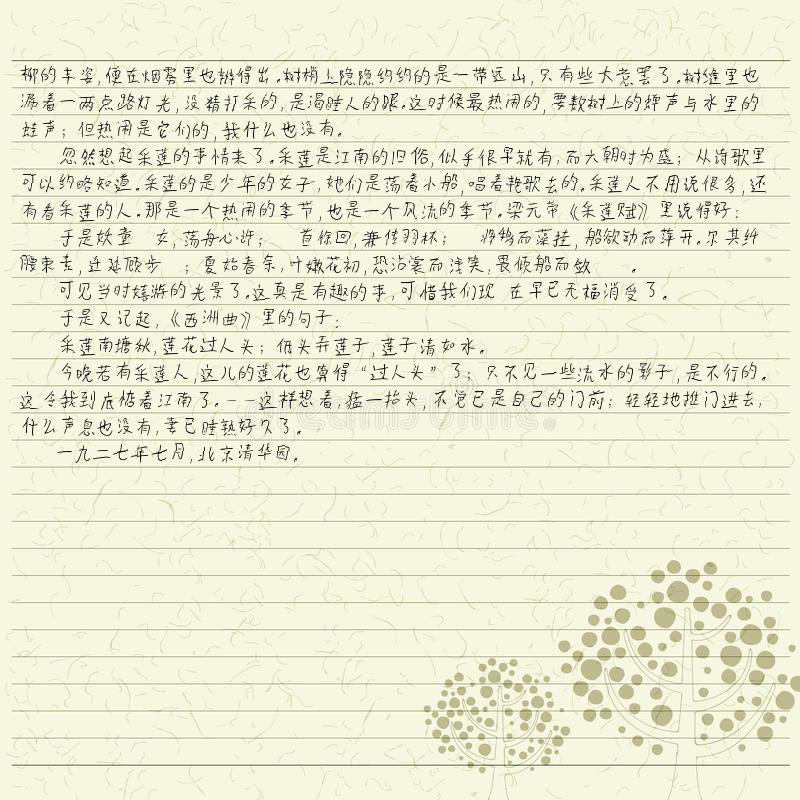 柳的丰姿,便在烟雾里也辨得出。树梢上隐隐约约的是一带远山,只有些大意罢了。树缝里也
漏着一两点路灯光,没精打采的,是渴睡人的眼。这时候最热闹的,要数树上的蝉声与水里的
蛙声;但热闹是它们的,我什么也没有。
忽然想起采莲的事情来了。采莲是江南的旧俗,似乎很早就有,而六朝时为盛;从诗歌里
可以约略知道。采莲的是少年的女子,她们是荡着小船,唱着艳歌去的。采莲人不用说很多,还
有看采莲的人。那是一个热闹的季节,也是一个风流的季节。梁元帝《采莲赋》里说得好:
于是妖童 女,荡舟心许; 首徐回,兼传羽杯; 将移而藻挂,船欲动而萍开。尔其纤
腰束素,迁延顾步 ;夏始春余,叶嫩花初,恐沾裳而浅笑,畏倾船而敛 。
可见当时嬉游的光景了。这真是有趣的事,可惜我们现 在早已无福消受了。
于是又记起,《西洲曲》里的句子:
采莲南塘秋,莲花过人头;低头弄莲子,莲子清如水。
今晚若有采莲人,这儿的莲花也算得“过人头”了;只不见一些流水的影子,是不行的。
这令我到底惦着江南了。--这样想着,猛一抬头,不觉已是自己的门前;轻轻地推门进去,
什么声息也没有,妻已睡熟好久了。
一九二七年七月,北京清华园。
dreamstime